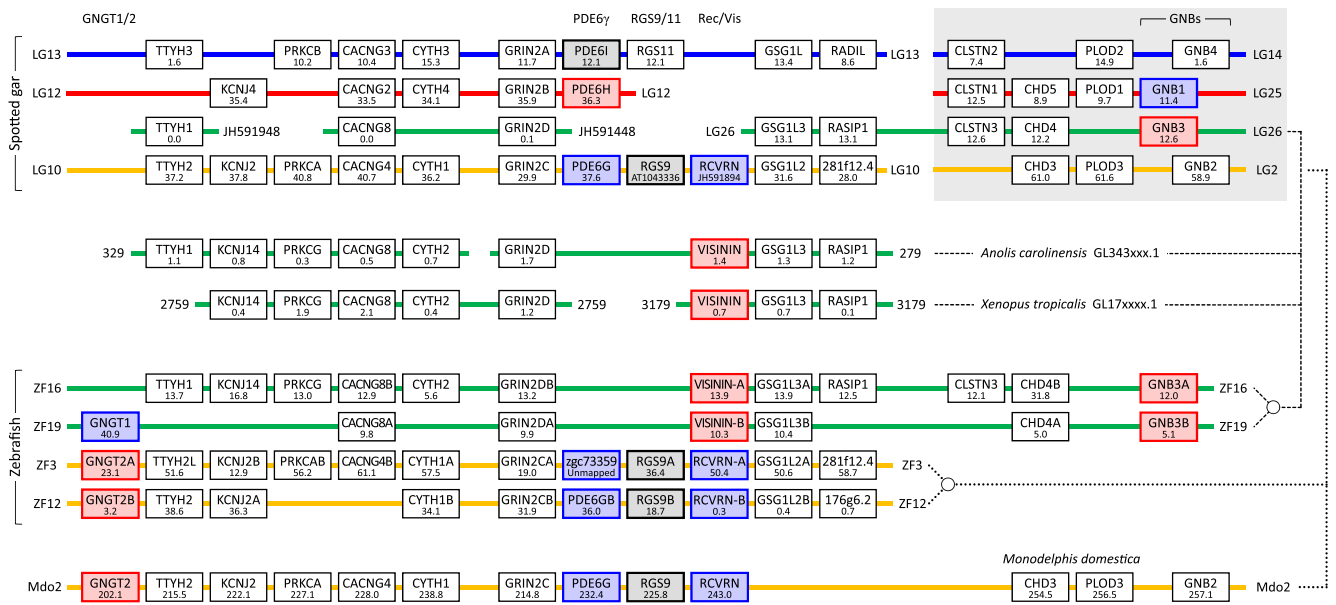 GNGT1/2 PDE6γ RGS9/11 Rec/Vis GNBs
Spotted gar
LG13 TTYH3 PRKCB CACNG3 CYTH3 GRIN2A PDE6I RGS11 GSG1L RADIL LG13 CLSTN2 PLOD2 GNB4 LG14
1.6 10.2 10.4 15.3 11.7 12.1 12.1 13.4 8.6 7.4 14.9 1.6
LG12 KCNJ4 CACNG2 CYTH4 GRIN2B PDE6H LG12 CLSTN1 CHD5 PLOD1 GNB1 LG25
35.4 33.5 34.1 35.9 36.3 12.5 8.9 9.7 11.4
TTYH1 JH591948 CACNG8 GRIN2D JH591448 LG26 GSG1L3 RASIP1 CLSTN3 CHD4 GNB3 LG26
0.0 0.0 0.1 13.1 13.1 12.6 12.2 12.6
LG10 TTYH2 KCNJ2 PRKCA CACNG4 CYTH1 GRIN2C PDE6G RGS9 RCVRN GSG1L2 281f12.4 LG10 CHD3 PLOD3 GNB2 LG2
37.2 37.8 40.8 40.7 36.2 29.9 37.6 AT1043336 JH591894 31.6 28.0 61.0 61.6 58.9
329 TTYH1 KCNJ14 PRKCG CACNG8 CYTH2 GRIN2D VISININ GSG1L3 RASIP1 279 Anolis carolinensis GL343xxx.1
1.1 0.8 0.3 0.5 0.7 1.7 1.4 1.3 1.2
2759 KCNJ14 PRKCG CACNG8 CYTH2 GRIN2D 2759 3179 VISININ GSG1L3 RASIP1 3179 Xenopus tropicalis GL17xxxx.1
0.4 1.9 2.1 0.4 1.2 0.7 0.7 0.1
Zebrafish
ZF16 TTYH1 KCNJ14 PRKCG CACNG8B CYTH2 GRIN2DB VISININ-A GSG1L3A RASIP1 CLSTN3 CHD4B GNB3A ZF16
13.7 16.8 13.0 12.9 5.6 13.2 13.9 13.9 12.5 12.1 31.8 12.0
ZF19 GNGT1 CACNG8A GRIN2DA VISININ-B GSG1L3B CHD4A GNB3B ZF19
40.9 9.8 9.9 10.3 10.4 5.0 5.1
ZF3 GNGT2A TTYH2L KCNJ2B PRKCAB CACNG4B CYTH1A GRIN2CA zgc73359 RGS9A RCVRN-A GSG1L2A 281f12.4 ZF3
23.1 51.6 12.9 56.2 61.1 57.5 19.0 Unmapped 36.4 50.4 50.6 58.7
ZF12 GNGT2B TTYH2 KCNJ2A CYTH1B GRIN2CB PDE6GB RGS9B RCVRN-B GSG1L2B 176g6.2 ZF12
3.2 38.6 36.3 34.1 31.9 36.0 18.7 0.3 0.4 0.7
Monodelphis domestica
Mdo2 GNGT2 TTYH2 KCNJ2 PRKCA CACNG4 CYTH1 GRIN2C PDE6G RGS9 RCVRN CHD3 PLOD3 GNB2 Mdo2
202.1 215.5 222.1 227.1 228.0 238.8 214.8 232.4 225.8 243.0 254.5 256.5 257.1